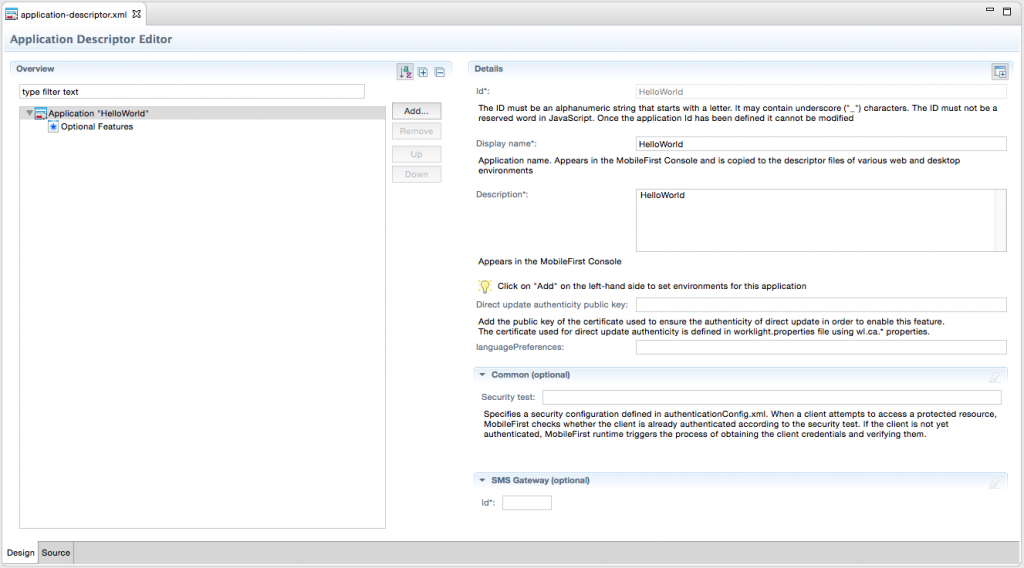 application-descriptor.xml
Application Descriptor Editor
Overview
type filter text
Application "HelloWorld"
Optional Features
Add...
Remove
Up
Down
Details
Id*:
HelloWorld
The ID must be an alphanumeric string that starts with a letter. It may contain underscore ("_") characters. The ID must not be a
reserved word in JavaScript. Once the application Id has been defined it cannot be modified
Display name*:
HelloWorld
Application name. Appears in the MobileFirst Console and is copied to the descriptor files of various web and desktop
environments
Description*:
HelloWorld
Appears in the MobileFirst Console
Click on "Add" on the left-hand side to set environments for this application
Direct update authenticity public key:
Add the public key of the certificate used to ensure the authenticity of direct update in order to enable this feature.
The certificate used for direct update authenticity is defined in worklight.properties file using wl.ca.* properties.
languagePreferences:
Common (optional)
Security test:
Specifies a security configuration defined in authenticationConfig.xml. When a client attempts to access a protected resource,
MobileFirst checks whether the client is already authenticated according to the security test. If the client is not yet
authenticated, MobileFirst runtime triggers the process of obtaining the client credentials and verifying them.
SMS Gateway (optional)
Id*:
Design
Source